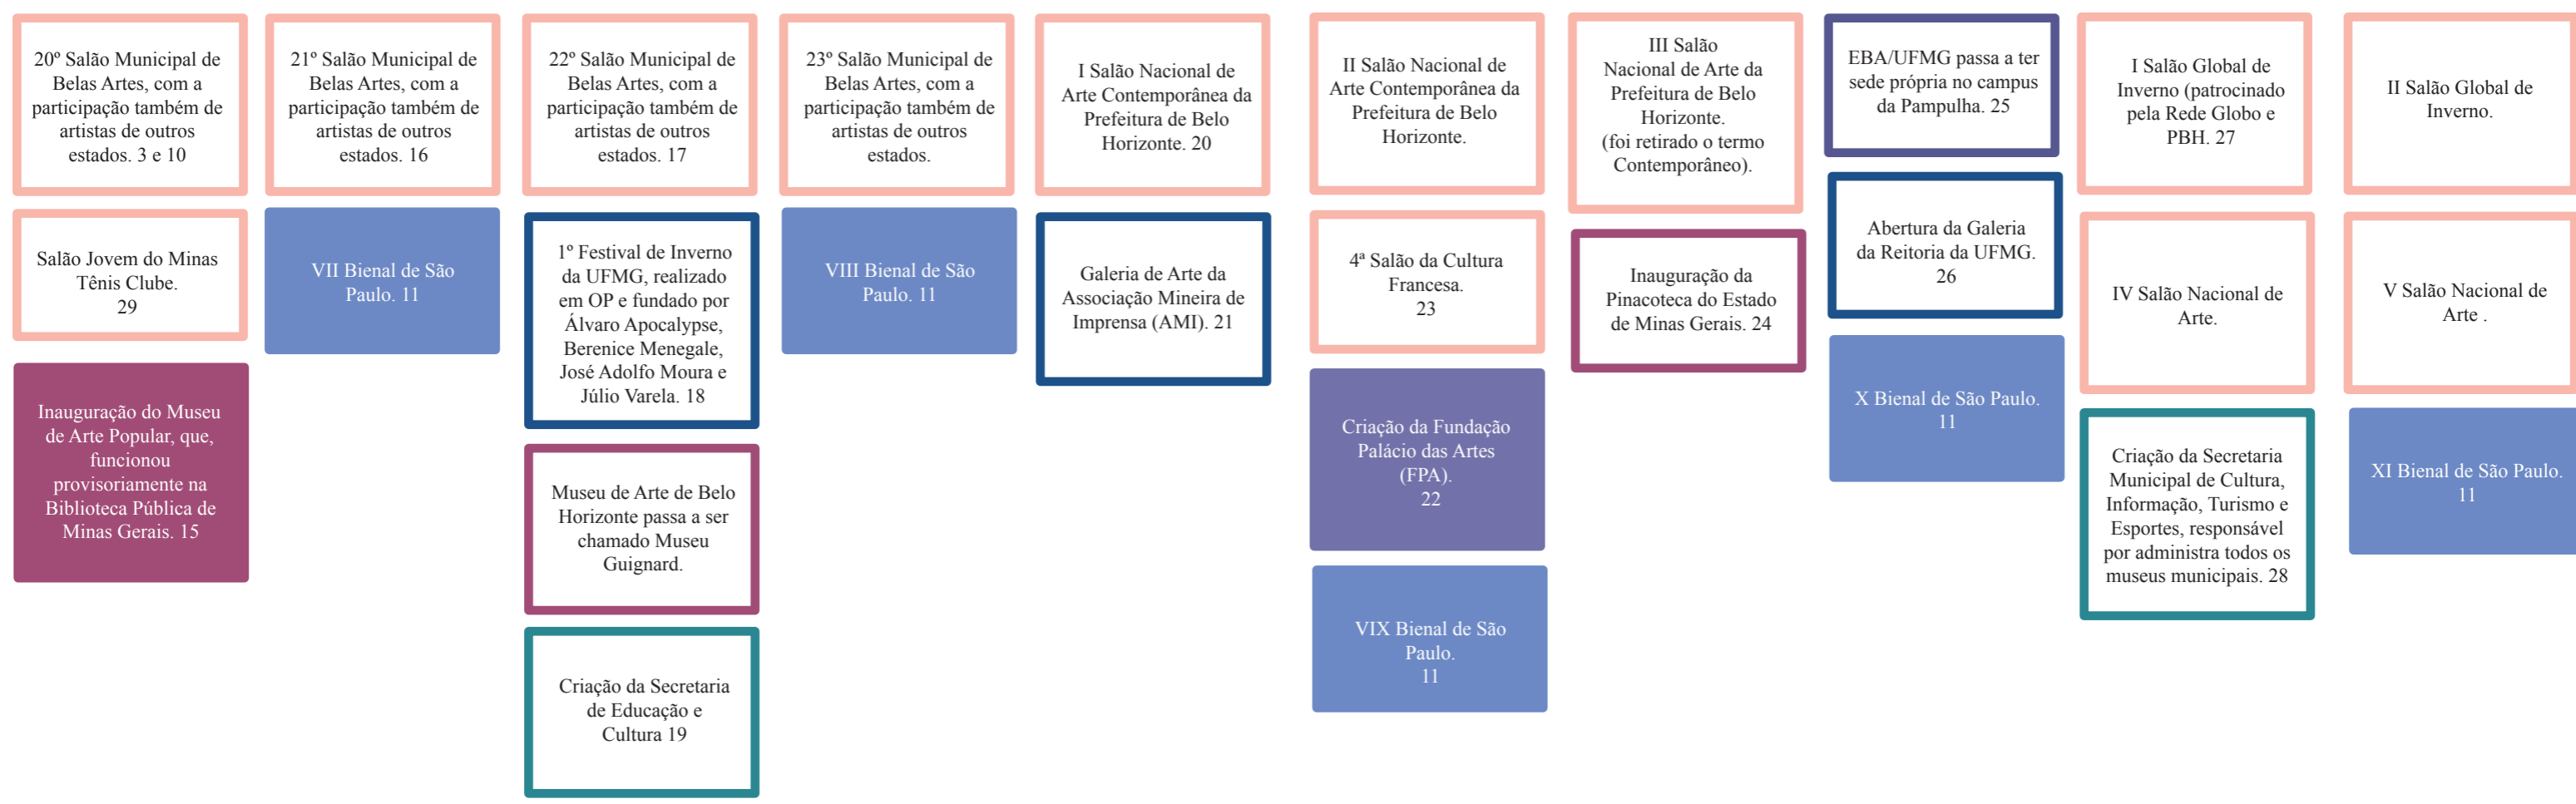 20º Salão Municipal de
Belas Artes, com a
participação também de
artistas de outros
estados. 3 e 10
Salão Jovem do Minas
Tênis Clube.
29
Inauguração do Museu
de Arte Popular, que,
funcionou
provisoriamente na
Biblioteca Pública de
Minas Gerais. 15
21º Salão Municipal de
Belas Artes, com a
participação também de
artistas de outros
estados. 16
VII Bienal de São
Paulo. 11
22º Salão Municipal de
Belas Artes, com a
participação também de
artistas de outros
estados. 17
1º Festival de Inverno
da UFMG, realizado
em OP e fundado por
Álvaro Apocalypse,
Berenice Menegale,
José Adolfo Moura e
Júlio Varela. 18
Museu de Arte de Belo
Horizonte passa a ser
chamado Museu
Guignard.
Criação da Secretaria
de Educação e
Cultura 19
23º Salão Municipal de
Belas Artes, com a
participação também de
artistas de outros
estados.
VIII Bienal de São
Paulo. 11
I Salão Nacional de
Arte Contemporânea da
Prefeitura de Belo
Horizonte. 20
Galeria de Arte da
Associação Mineira de
Imprensa (AMI). 21
II Salão Nacional de
Arte Contemporânea da
Prefeitura de Belo
Horizonte.
4ª Salão da Cultura
Francesa.
23
Criação da Fundação
Palácio das Artes
(FPA).
22
VIX Bienal de São
Paulo.
11
III Salão
Nacional de Arte da
Prefeitura de Belo
Horizonte.
(foi retirado o termo
Contemporâneo).
Inauguração da
Pinacoteca do Estado
de Minas Gerais. 24
EBA/UFMG passa a ter
sede própria no campus
da Pampulha. 25
Abertura da Galeria
da Reitoria da UFMG.
26
X Bienal de São Paulo.
11
I Salão Global de
Inverno (patrocinado
pela Rede Globo e
PBH. 27
IV Salão Nacional de
Arte.
Criação da Secretaria
Municipal de Cultura,
Informação, Turismo e
Esportes, responsável
por administra todos os
museus municipais. 28
II Salão Global de
Inverno.
V Salão Nacional de
Arte .
XI Bienal de São Paulo.
11